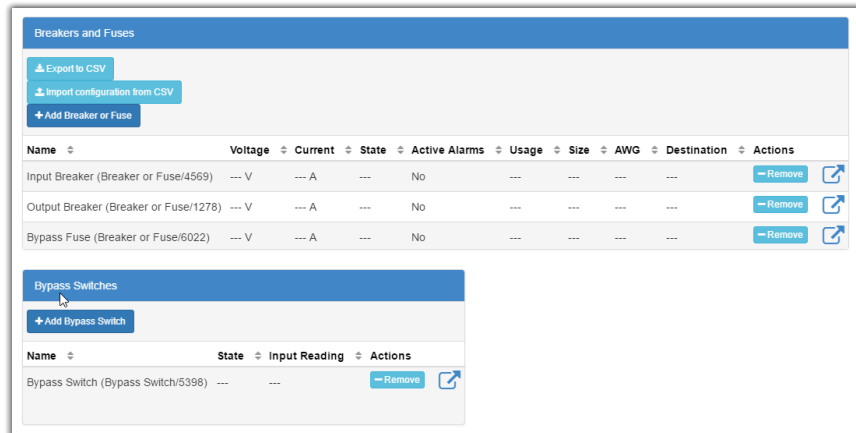 Breakers and Fuses
Export to CSV
Import configuration from CSV
+ Add Breaker or Fuse
Name Voltage Current State Active Alarms Usage Size AWG Destination Actions
Input Breaker (Breaker or Fuse/4569) --- V --- A --- No --- --- --- --- − Remove
Output Breaker (Breaker or Fuse/1278) --- V --- A --- No --- --- --- --- − Remove
Bypass Fuse (Breaker or Fuse/6022) --- V --- A --- No --- --- --- --- − Remove
Bypass Switches
+ Add Bypass Switch
Name State Input Reading Actions
Bypass Switch (Bypass Switch/5398) --- --- − Remove